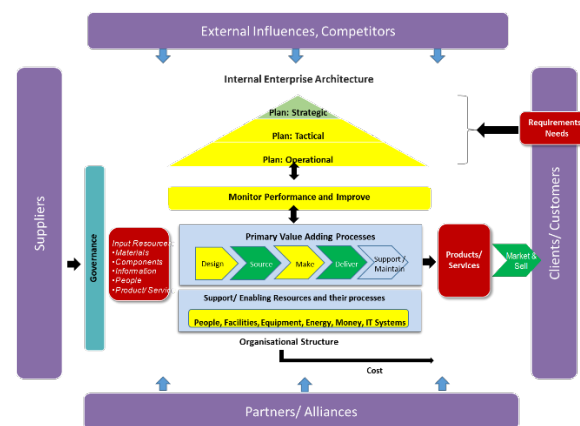 External Influences, Competitors
Internal Enterprise Architecture
Plan: Strategic
Plan: Tactical
Plan: Operational
Requirements
Needs
Suppliers
Governance
Clients/ Customers
Monitor Performance and Improve
Input Resourc
•Materials
•Components
•Information
•People
•Product/ Servic
Primary Value Adding Processes
Design
Source
Make
Deliver
Support /
Maintain
Products/
Services
Market &
Sell
Support/ Enabling Resources and their processes
People, Facilities, Equipment, Energy, Money, IT Systems
Organisational Structure
Cost
Partners/ Alliances